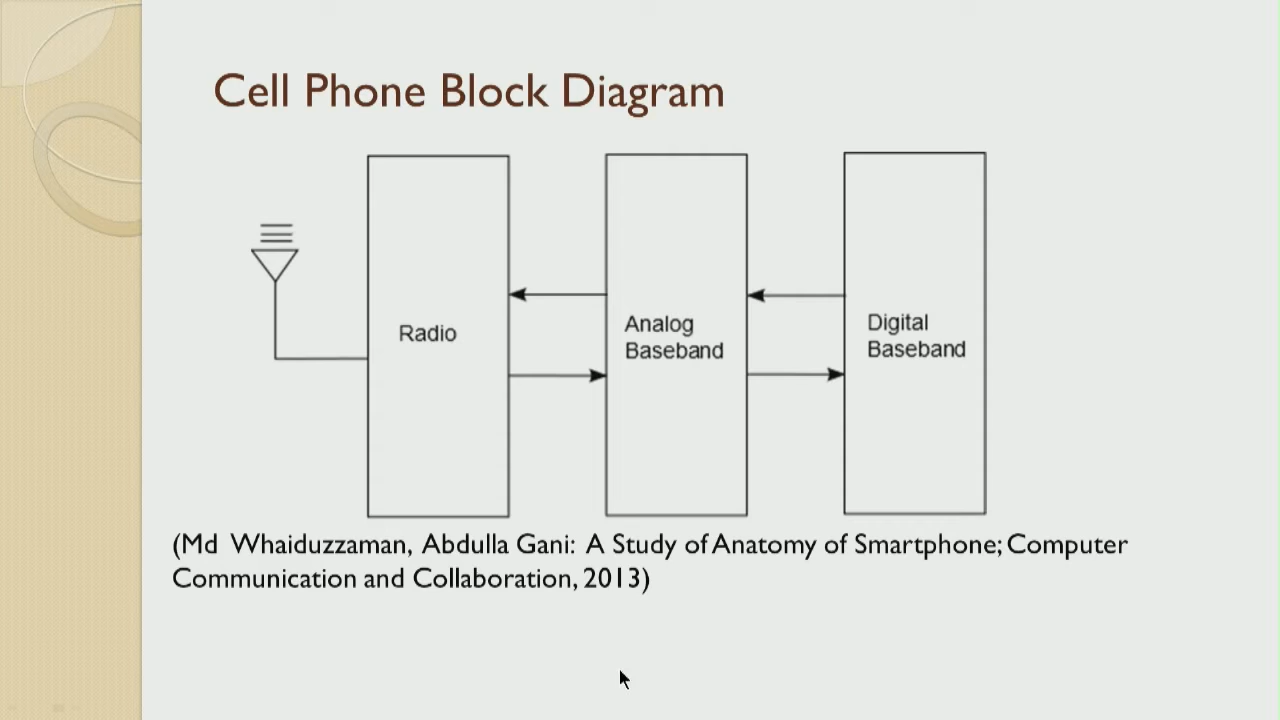 Cell Phone Block Diagram
Radio
Analog
Baseband
Digital
Baseband
(Md Whaiduzzaman, Abdulla Gani: A Study of Anatomy of Smartphone; Computer
Communication and Collaboration, 2013)